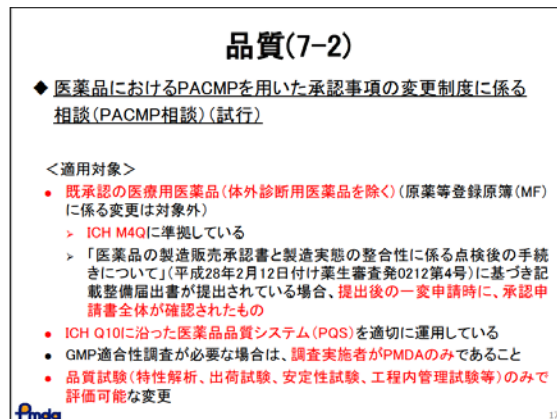 品質(7-2)
◆ 医薬品におけるPACMPを用いた承認事項の変更制度に係る
相談(PACMP相談)(試行)
<適用対象>
● 既承認の医療用医薬品(体外診断用医薬品を除く)(原薬等登録原簿(MF)
に係る変更は対象外)
➢ ICH M4Qに準拠している
➢ 「医薬品の製造販売承認書と製造実態の整合性に係る点検後の手続
きについて」(平成28年2月12日付け薬生審査発0212第4号)に基づき記
載整備届出書が提出されている場合、提出後の一変申請時に、承認申
請書全体が確認されたもの
● ICH Q10に沿った医薬品品質システム(PQS)を適切に運用している
● GMP適合性調査が必要な場合は、調査実施者がPMDAのみであること
● 品質試験(特性解析、出荷試験、安定性試験、工程内管理試験等)のみで
評価可能な変更
Pmda
17